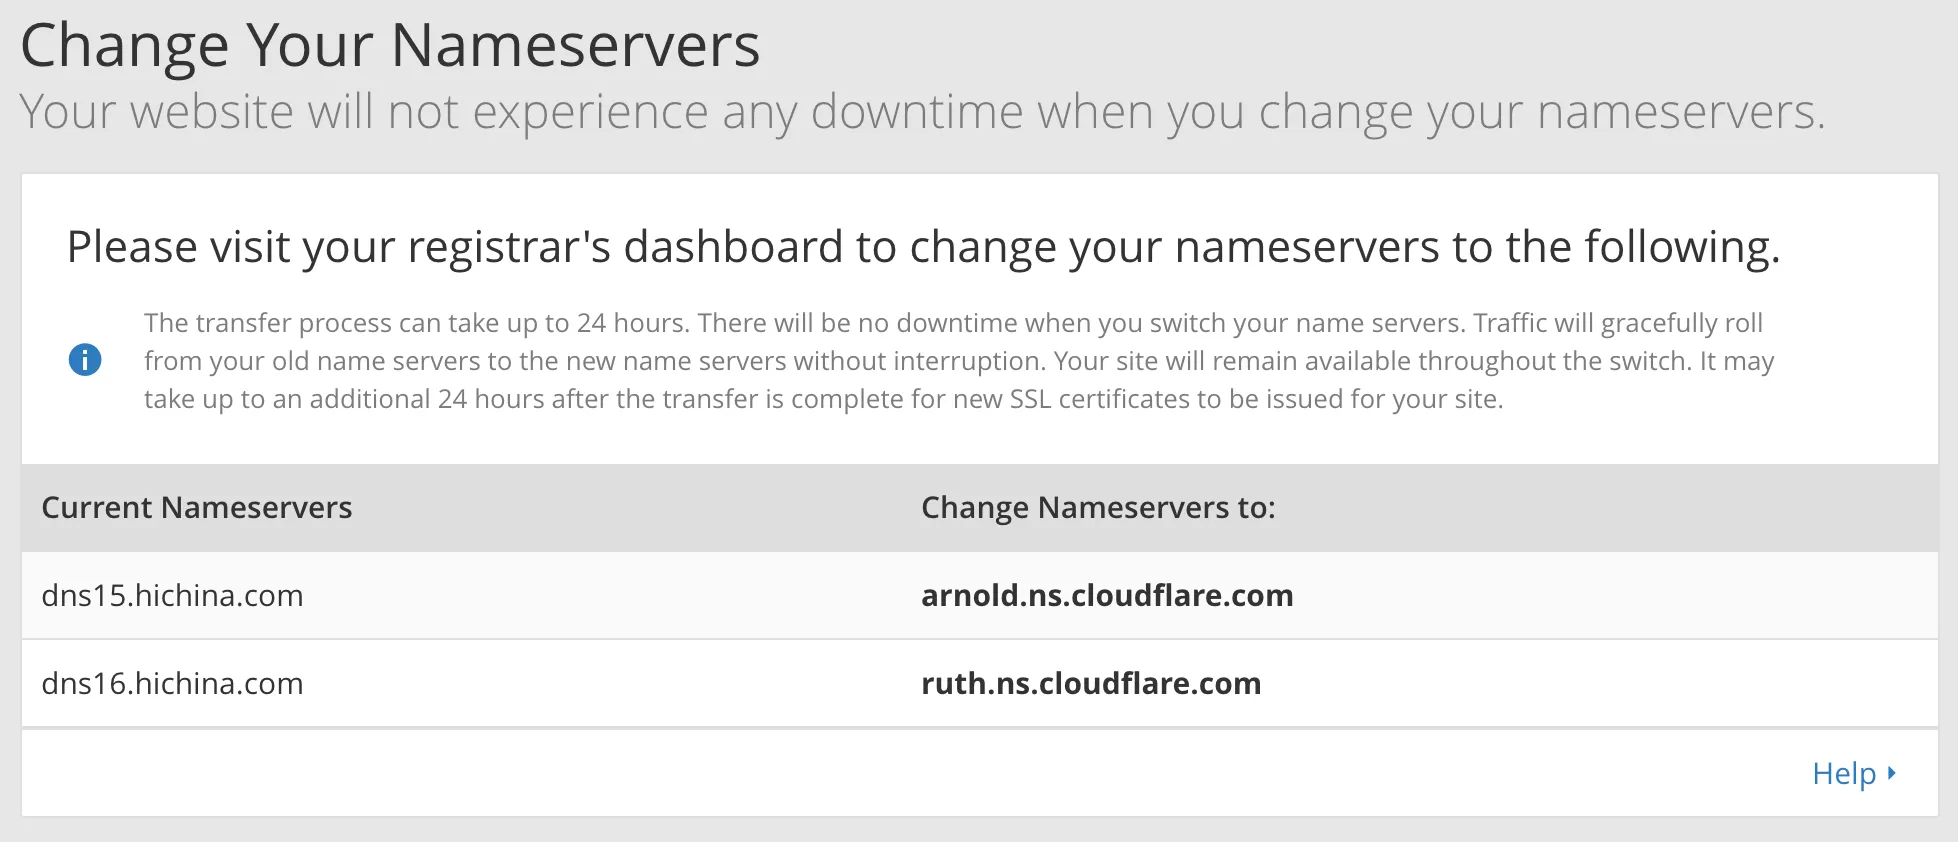 Change Your Nameservers
Your website will not experience any downtime when you change your nameservers.
Please visit your registrar's dashboard to change your nameservers to the following.
The transfer process can take up to 24 hours. There will be no downtime when you switch your name servers. Traffic will gracefully roll
from your old name servers to the new name servers without interruption. Your site will remain available throughout the switch. It may
take up to an additional 24 hours after the transfer is complete for new SSL certificates to be issued for your site.
Current Nameservers Change Nameservers to:
dns15.hichina.com arnold.ns.cloudflare.com
dns16.hichina.com ruth.ns.cloudflare.com
Help